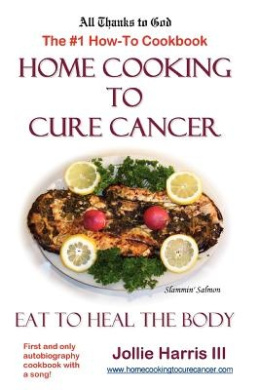 All Thanks to God
The #1 How-To Cookbook
HOME COOKING
TO
CURE CANCER
Slammin' Salmon
EAT TO HEAL THE BODY
First and only
autobiography
cookbook with
a song!
Jollie Harris III
www.homecookingtocurecancer.com